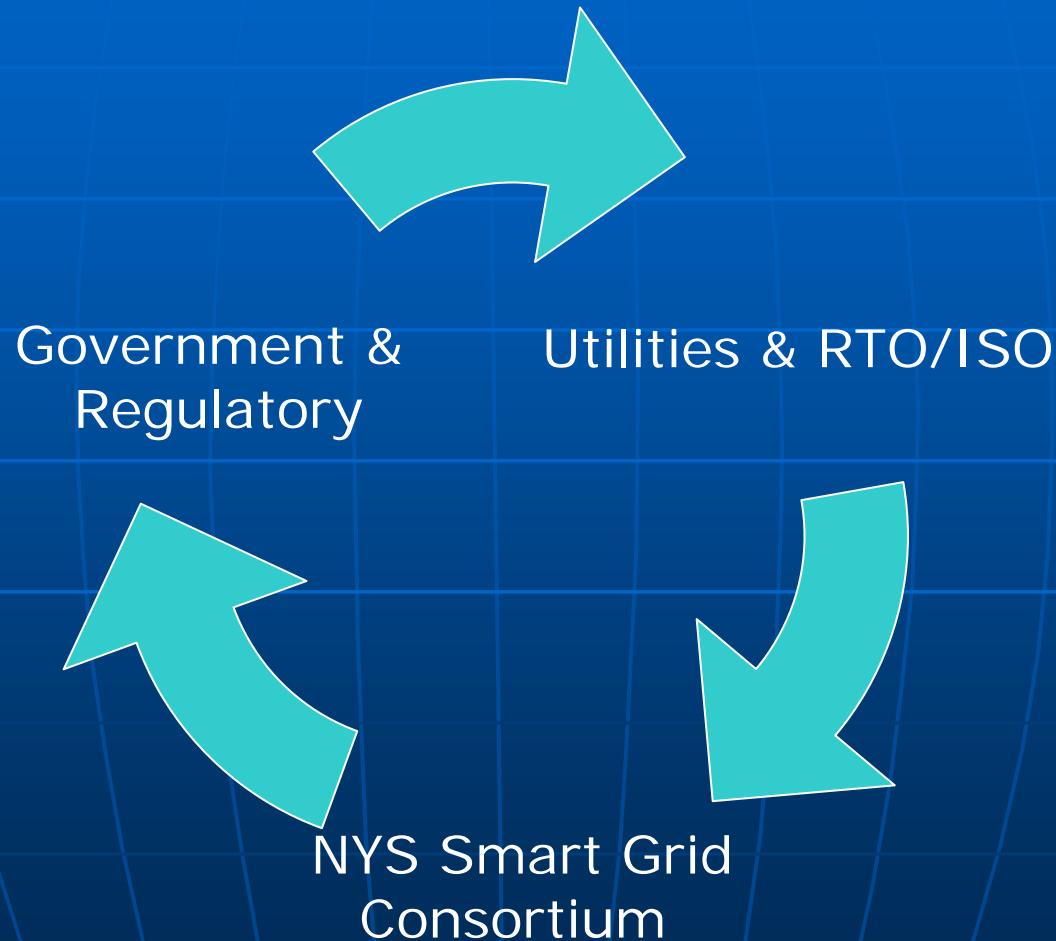 Government &
Regulatory
Utilities & RTO/ISO
NYS Smart Grid
Consortium